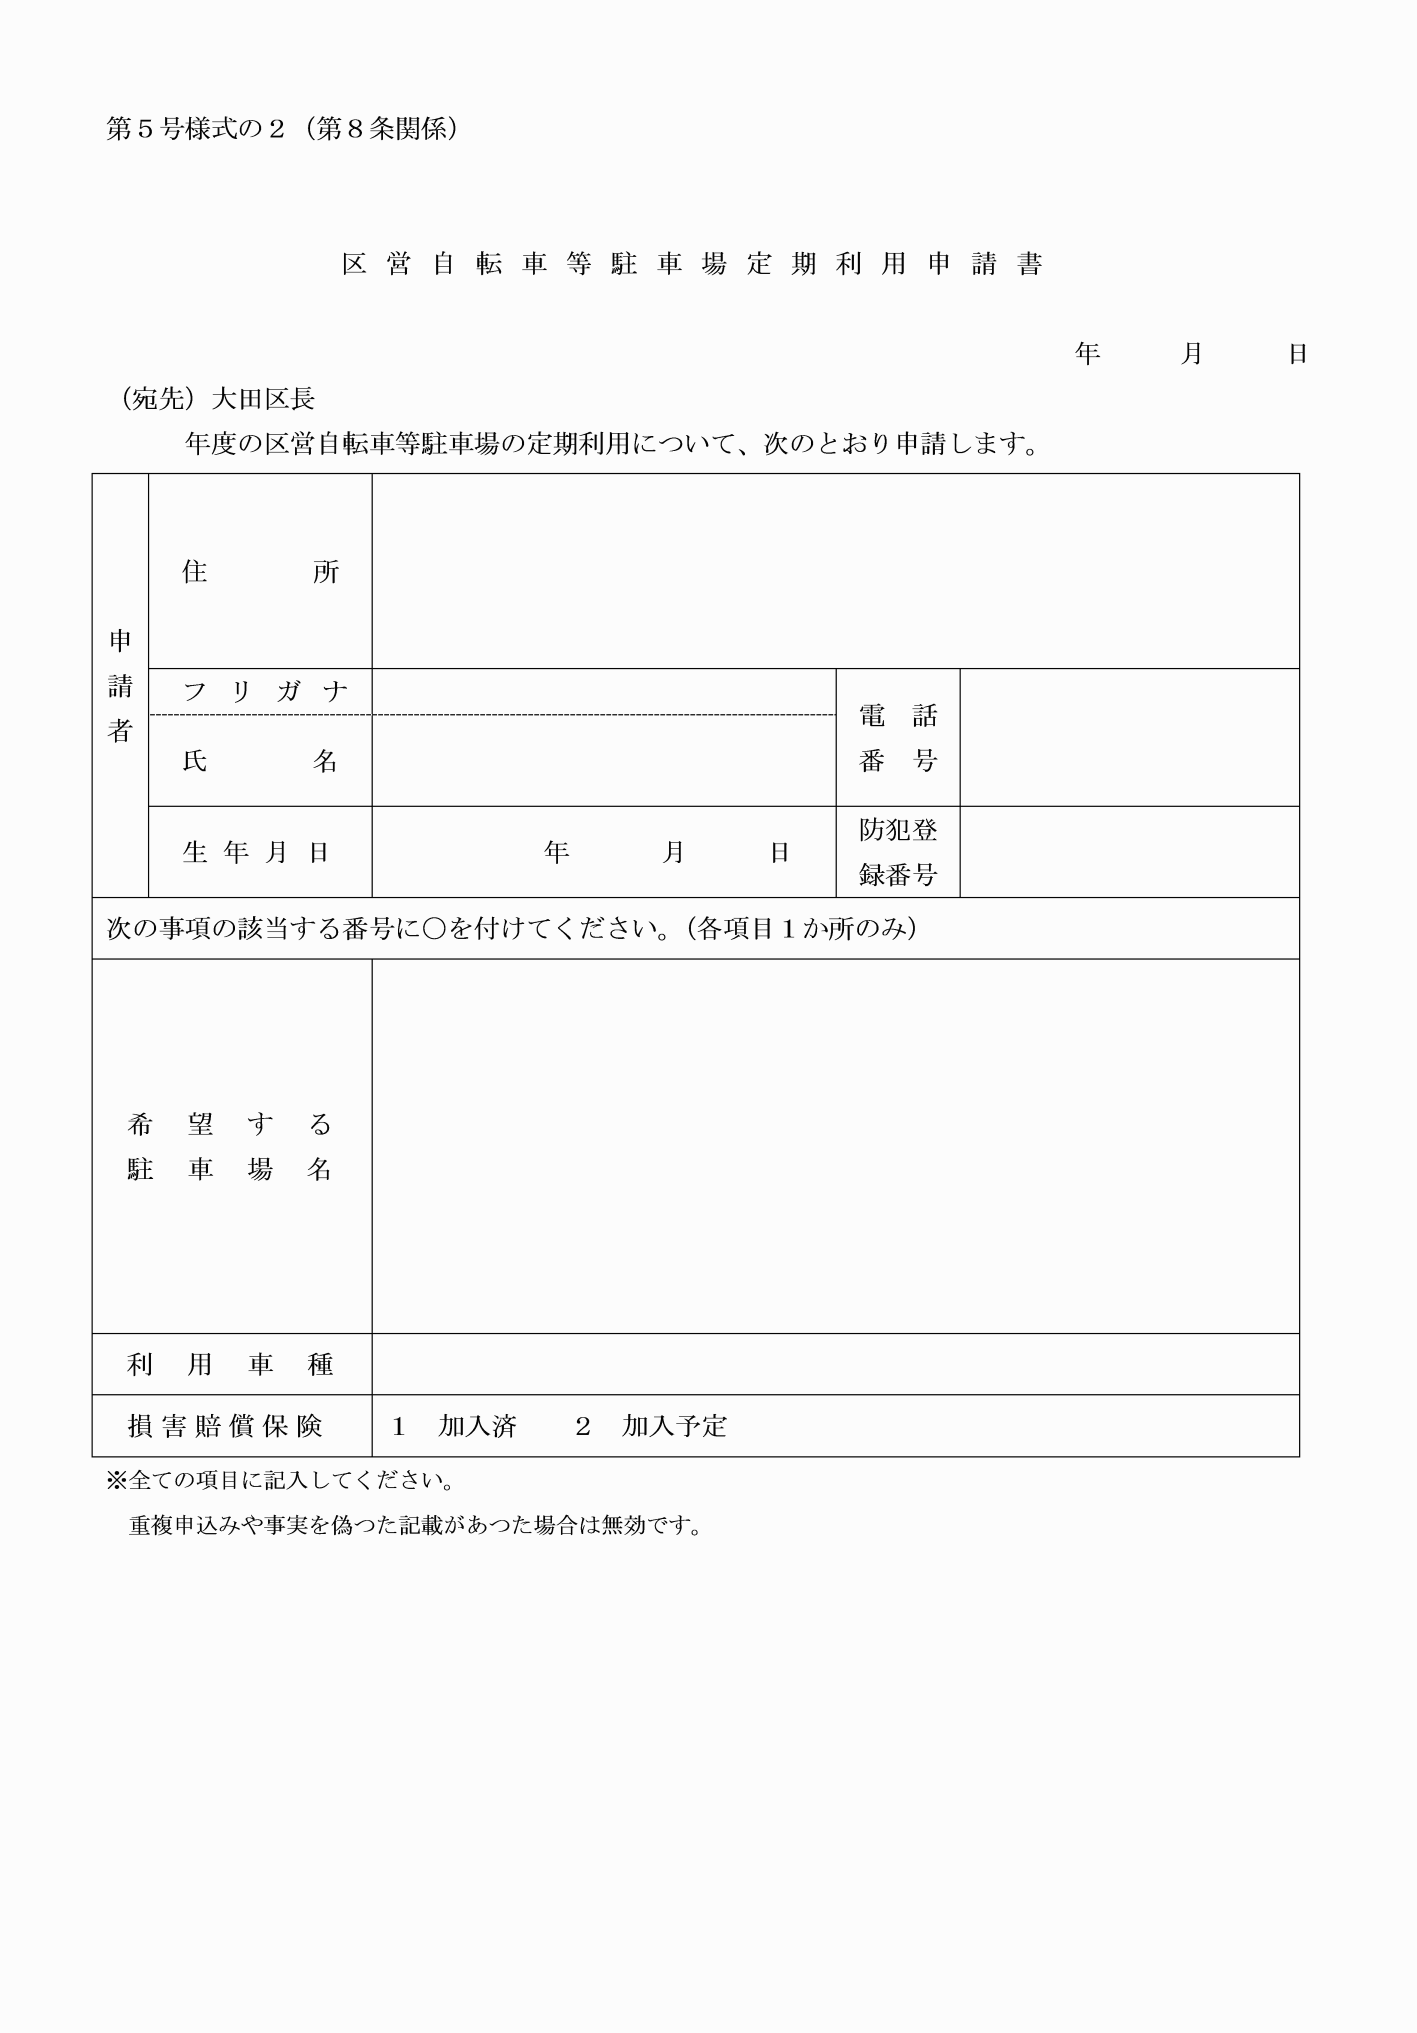 第５号様式の２（第８条関係）
区営自転車等駐車場定期利用申請書
年　月　日
（宛先）大田区長
年度の区営自転車等駐車場の定期利用について、次のとおり申請します。
申請者
住所
フリガナ
氏名
電話
番号
生年月日
年　月　日
防犯登
録番号
次の事項の該当する番号に○を付けてください。（各項目１か所のみ）
希望する
駐車場名
利用車種
損害賠償保険
１　加入済　２　加入予定
※全ての項目に記入してください。
重複申込みや事実を偽つた記載があつた場合は無効です。